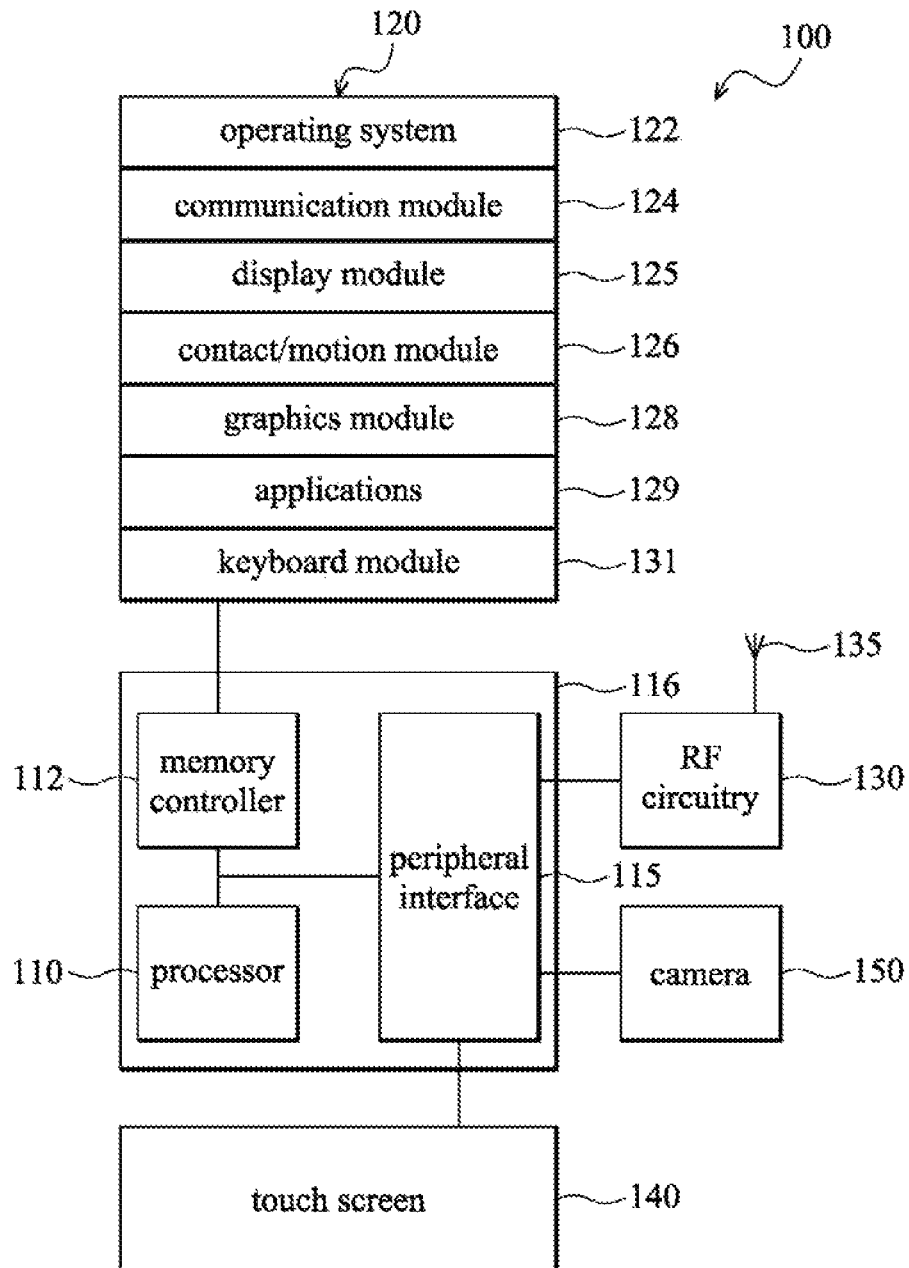 120
100
operating system 122
communication module 124
display module 125
contact/motion module 126
graphics module 128
applications 129
keyboard module 131
135
116
112
memory
controller
RF
circuitry
130
peripheral
interface
115
110
processor
camera
150
touch screen 140